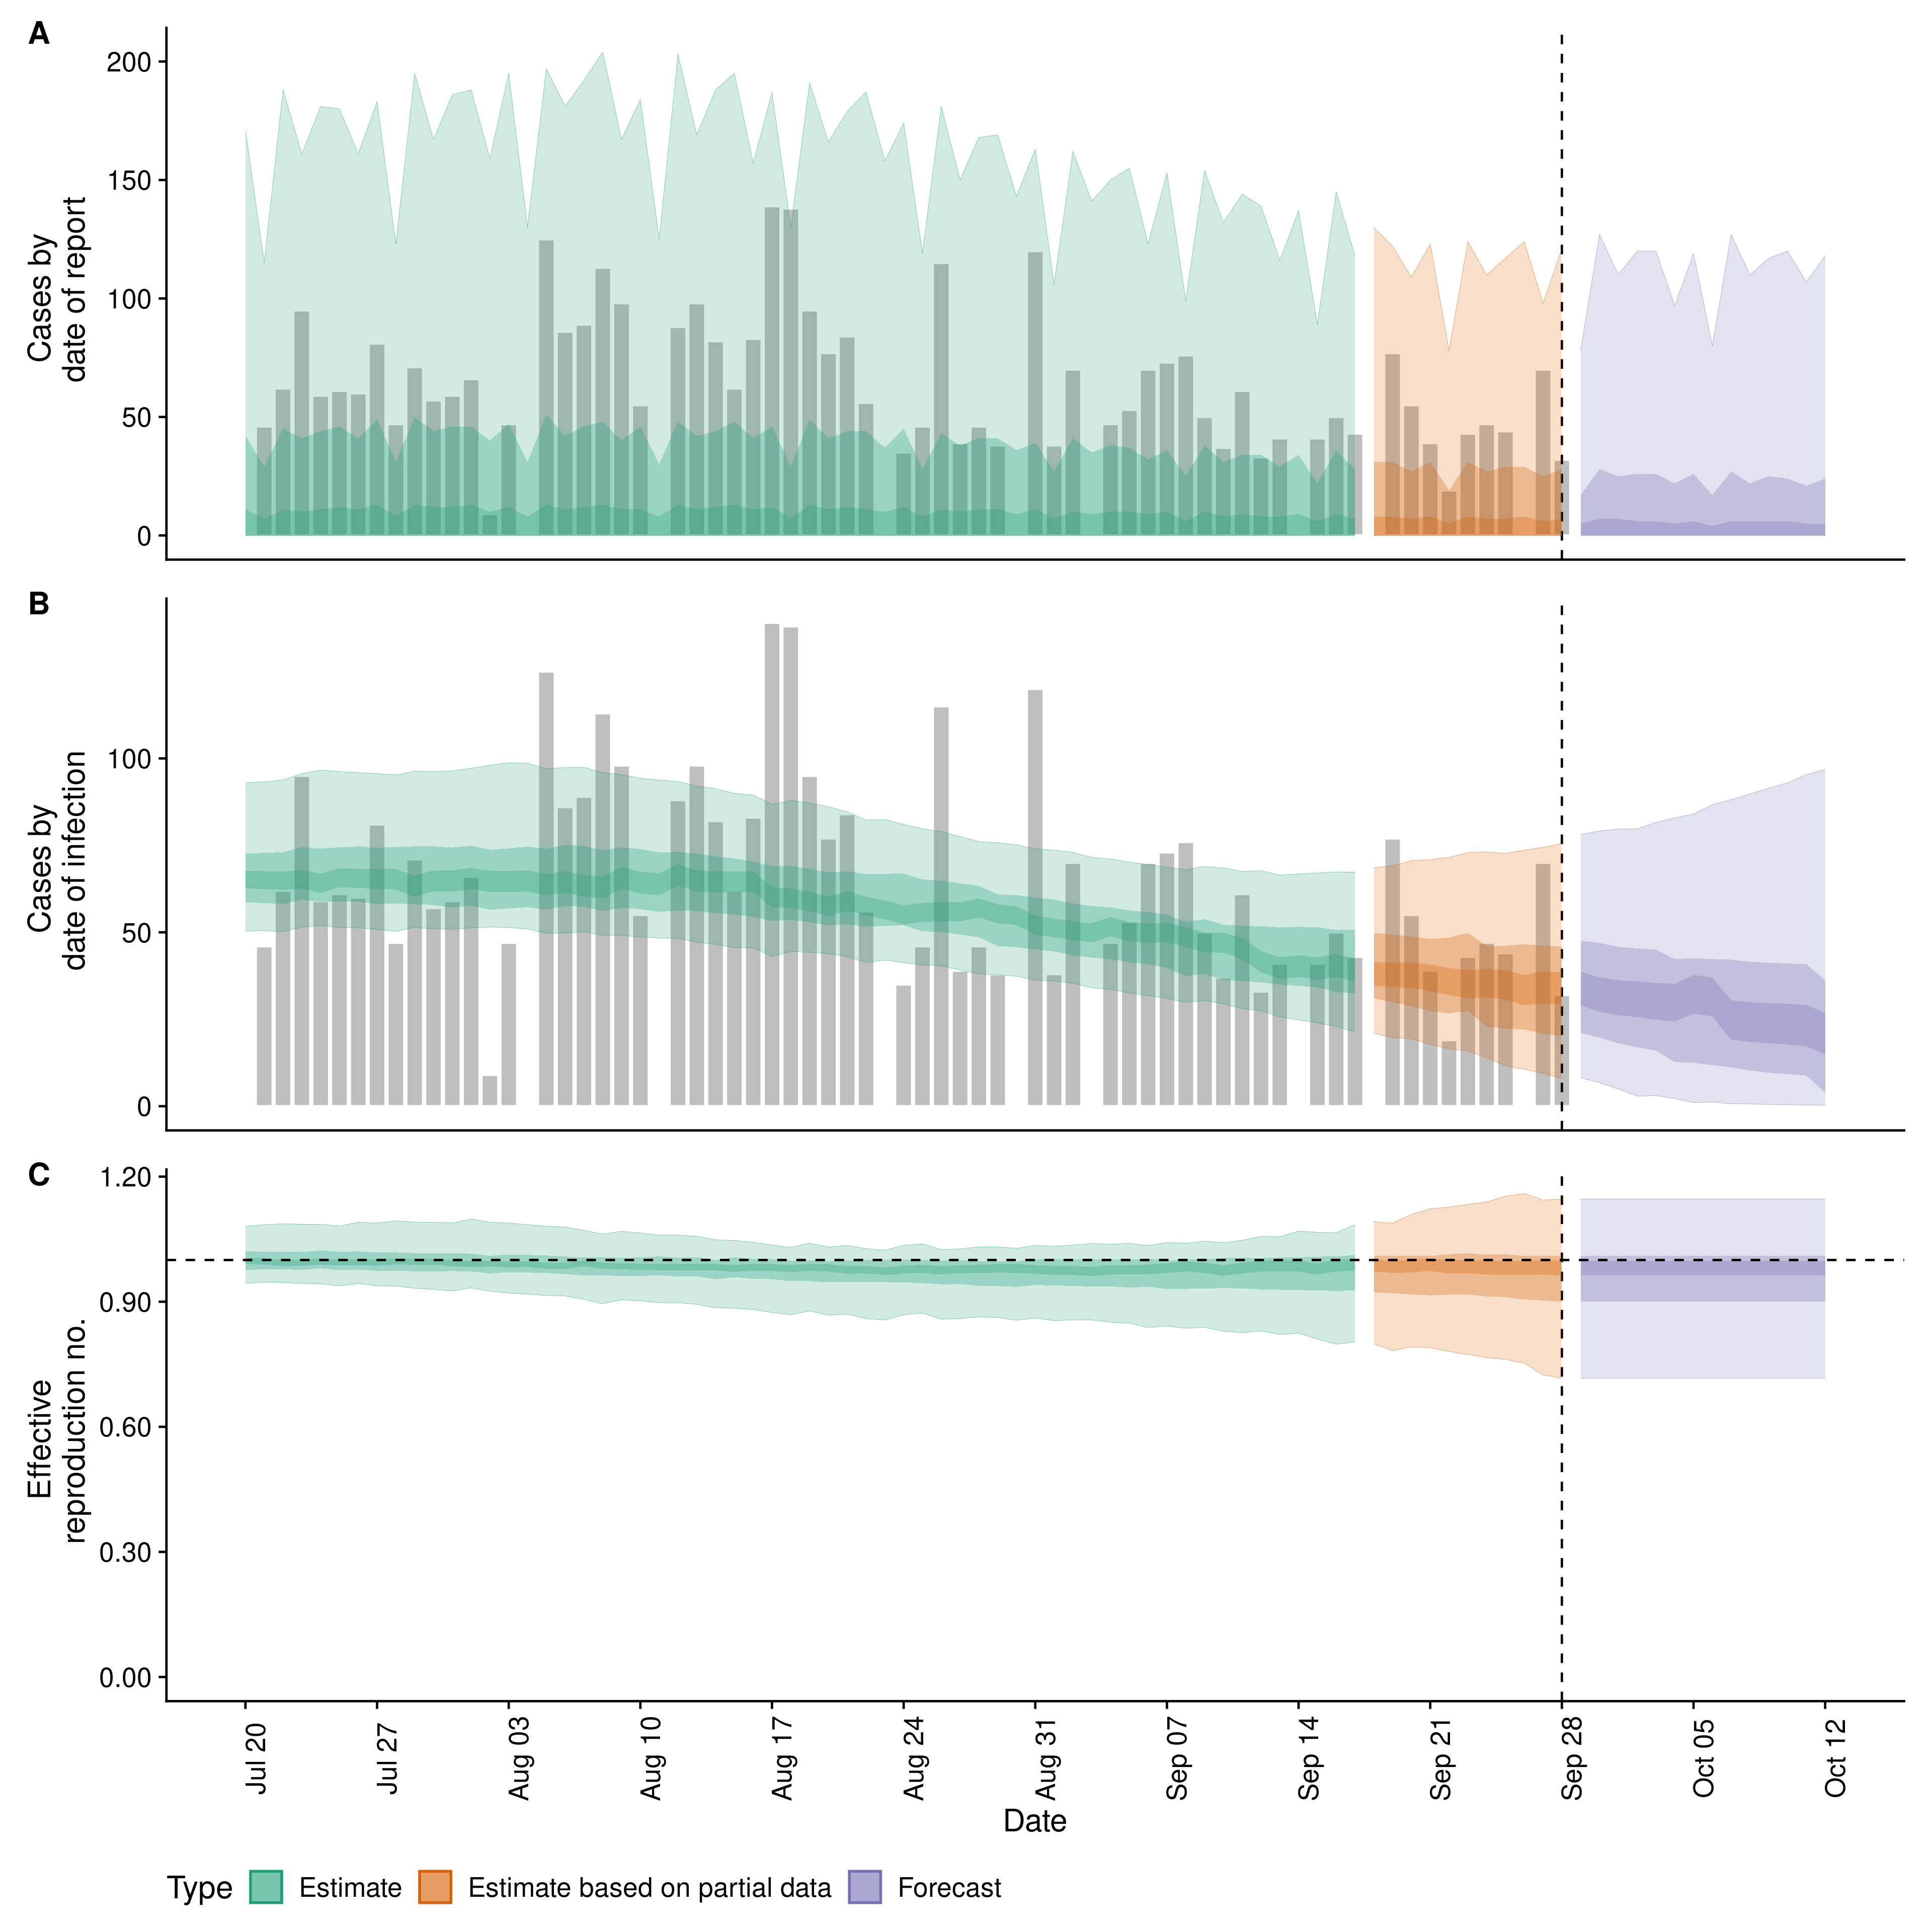 A
Cases by
date of report
200
150
100
50
0
B
Cases by
date of infection
100
50
0
C
Effective
reproduction no.
1.20
0.90
0.60
0.30
0.00
Jul 20
Jul 27
Aug 03
Aug 10
Aug 17
Aug 24
Aug 31
Sep 07
Sep 14
Sep 21
Sep 28
Oct 05
Oct 12
Date
Type
Estimate
Estimate based on partial data
Forecast